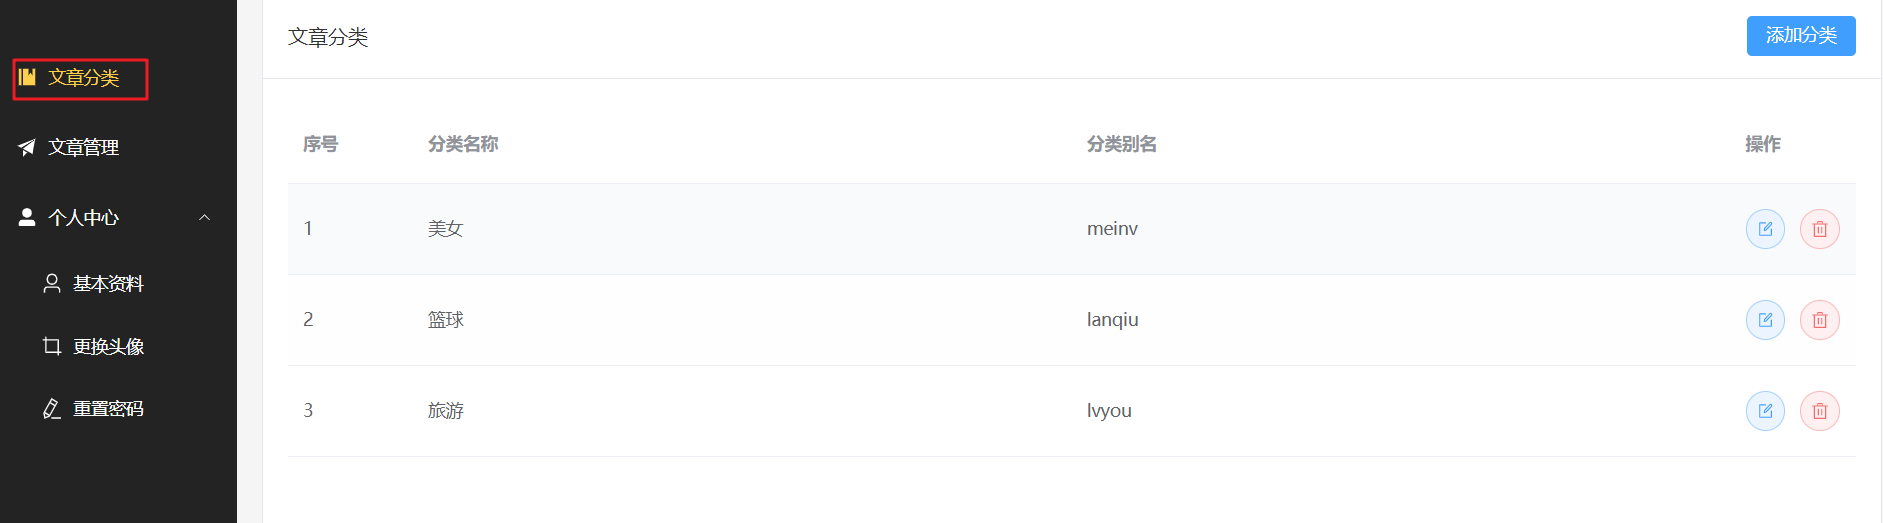 文章分类
文章管理
个人中心
基本资料
更换头像
重置密码
文章分类
添加分类
序号 分类名称 分类别名 操作
1 美女 meinv
2 篮球 lanqiu
3 旅游 lvyou